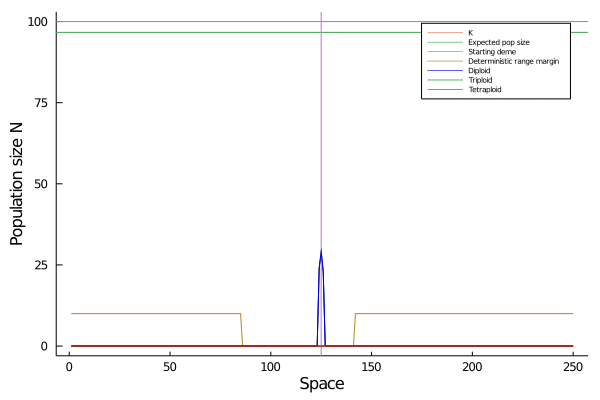 100
75
50
25
0
Population size N
K
Expected pop size
Starting deme
Deterministic range margin
Diploid
Triploid
Tetraploid
0 50 100 150 200 250
Space